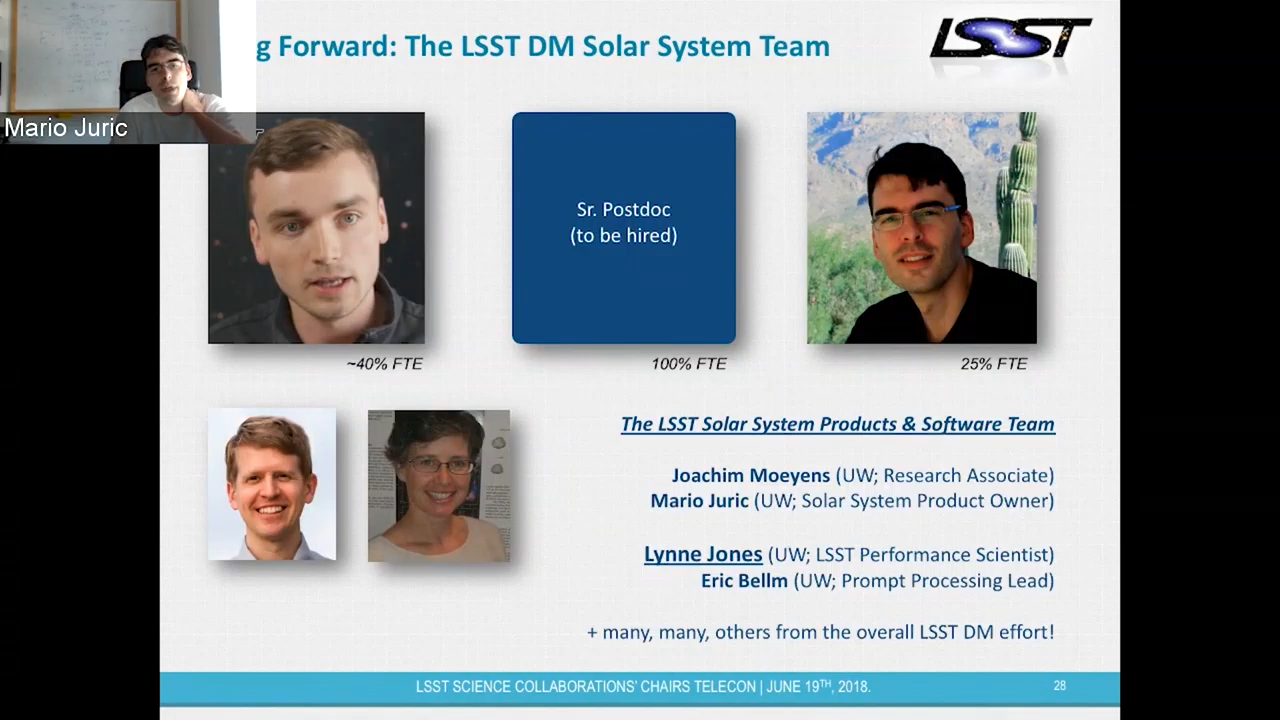 g Forward: The LSST DM Solar System Team
LSST
Mario Juric
Sr. Postdoc
(to be hired)
~40% FTE
100% FTE
25% FTE
The LSST Solar System Products & Software Team
Joachim Moeyens (UW; Research Associate)
Mario Juric (UW; Solar System Product Owner)
Lynne Jones (UW; LSST Performance Scientist)
Eric Bellm (UW; Prompt Processing Lead)
+ many, many, others from the overall LSST DM effort!
LSST SCIENCE COLLABORATIONS' CHAIRS TELECON | JUNE 19TH, 2018.
28